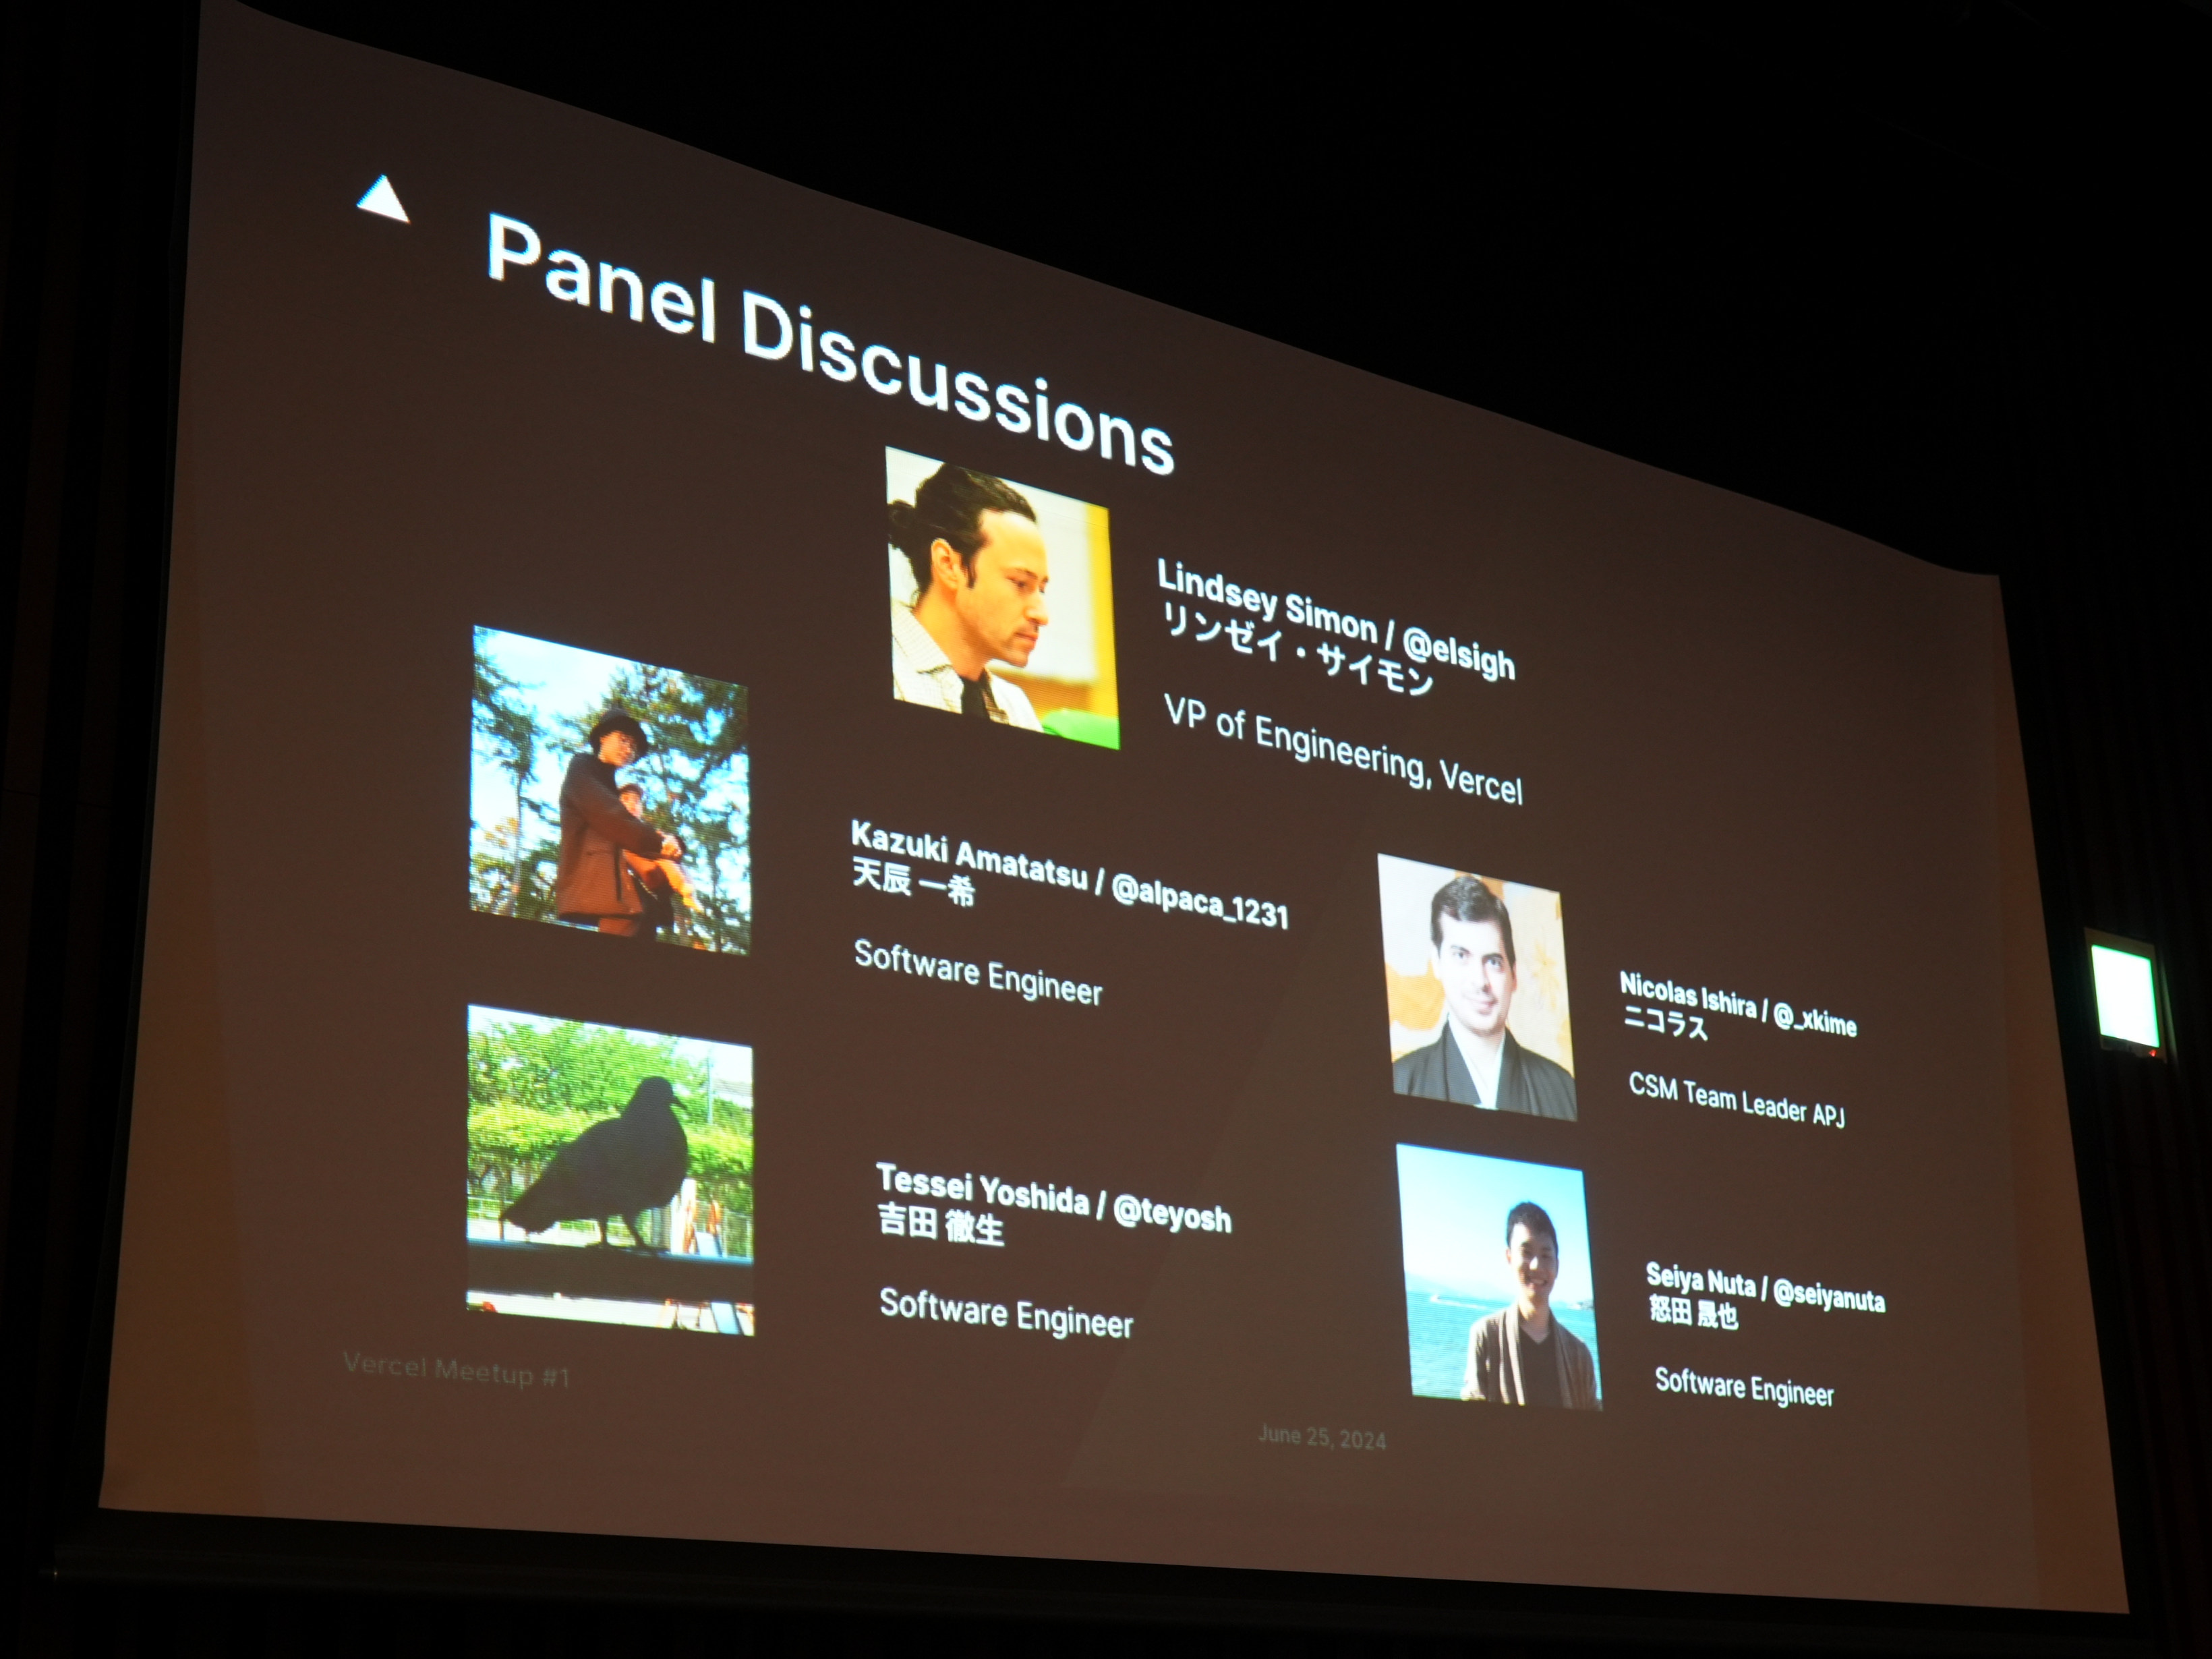 Panel Discussions
Lindsey Simon / @elsigh
リンゼイ・サイモン
VP of Engineering, Vercel
Kazuki Amatatsu / @alpaca_1231
天辰 一希
Software Engineer
Nicolas Ishira / @_xkime
ニコラス
CSM Team Leader APJ
Tessei Yoshida / @teyosh
吉田 徹生
Software Engineer
Seiya Nuta / @seiyanuta
怒田 晟也
Software Engineer
Vercel Meetup #1
June 25, 2024